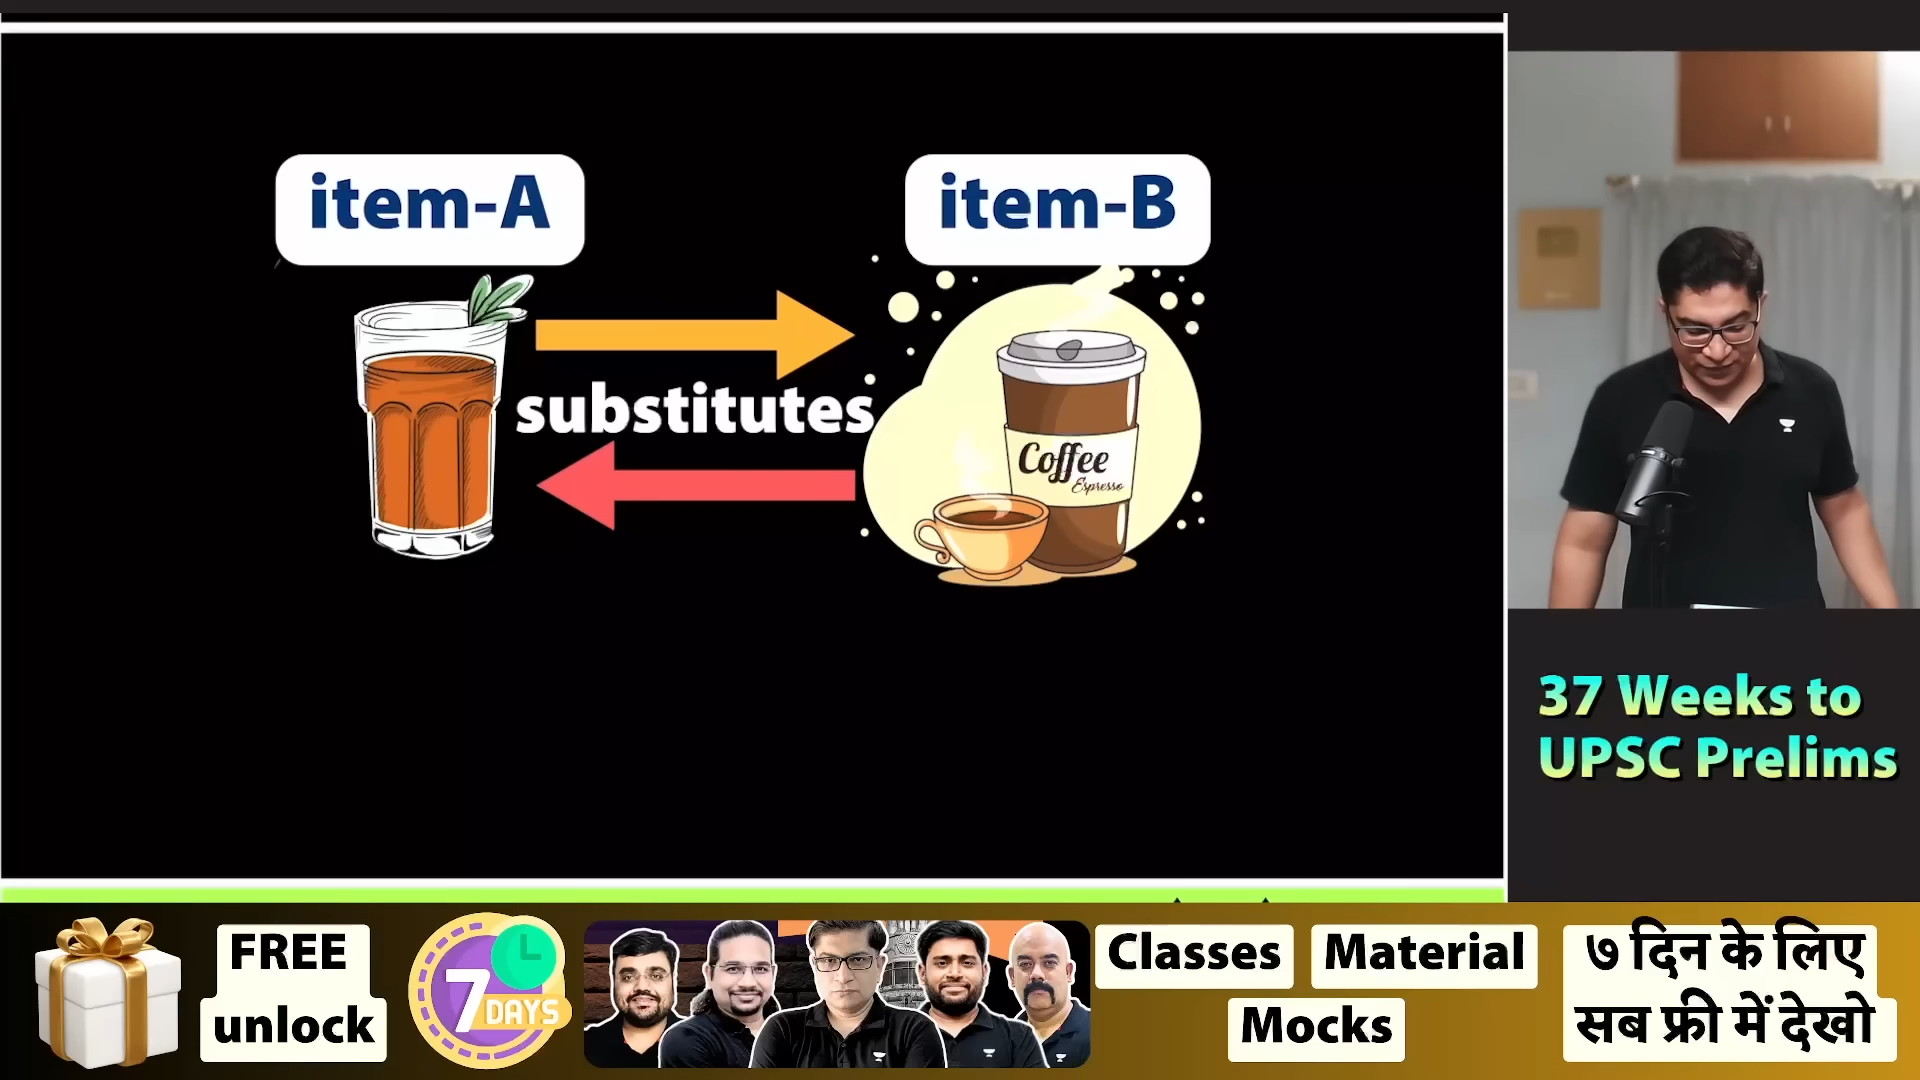 item-A
item-B
substitutes
Coffee
Espresso
37 Weeks to
UPSC Prelims
FREE
unlock
7 DAYS
Classes
Material
Mocks
७ दिन के लिए
सब फ्री में देखो